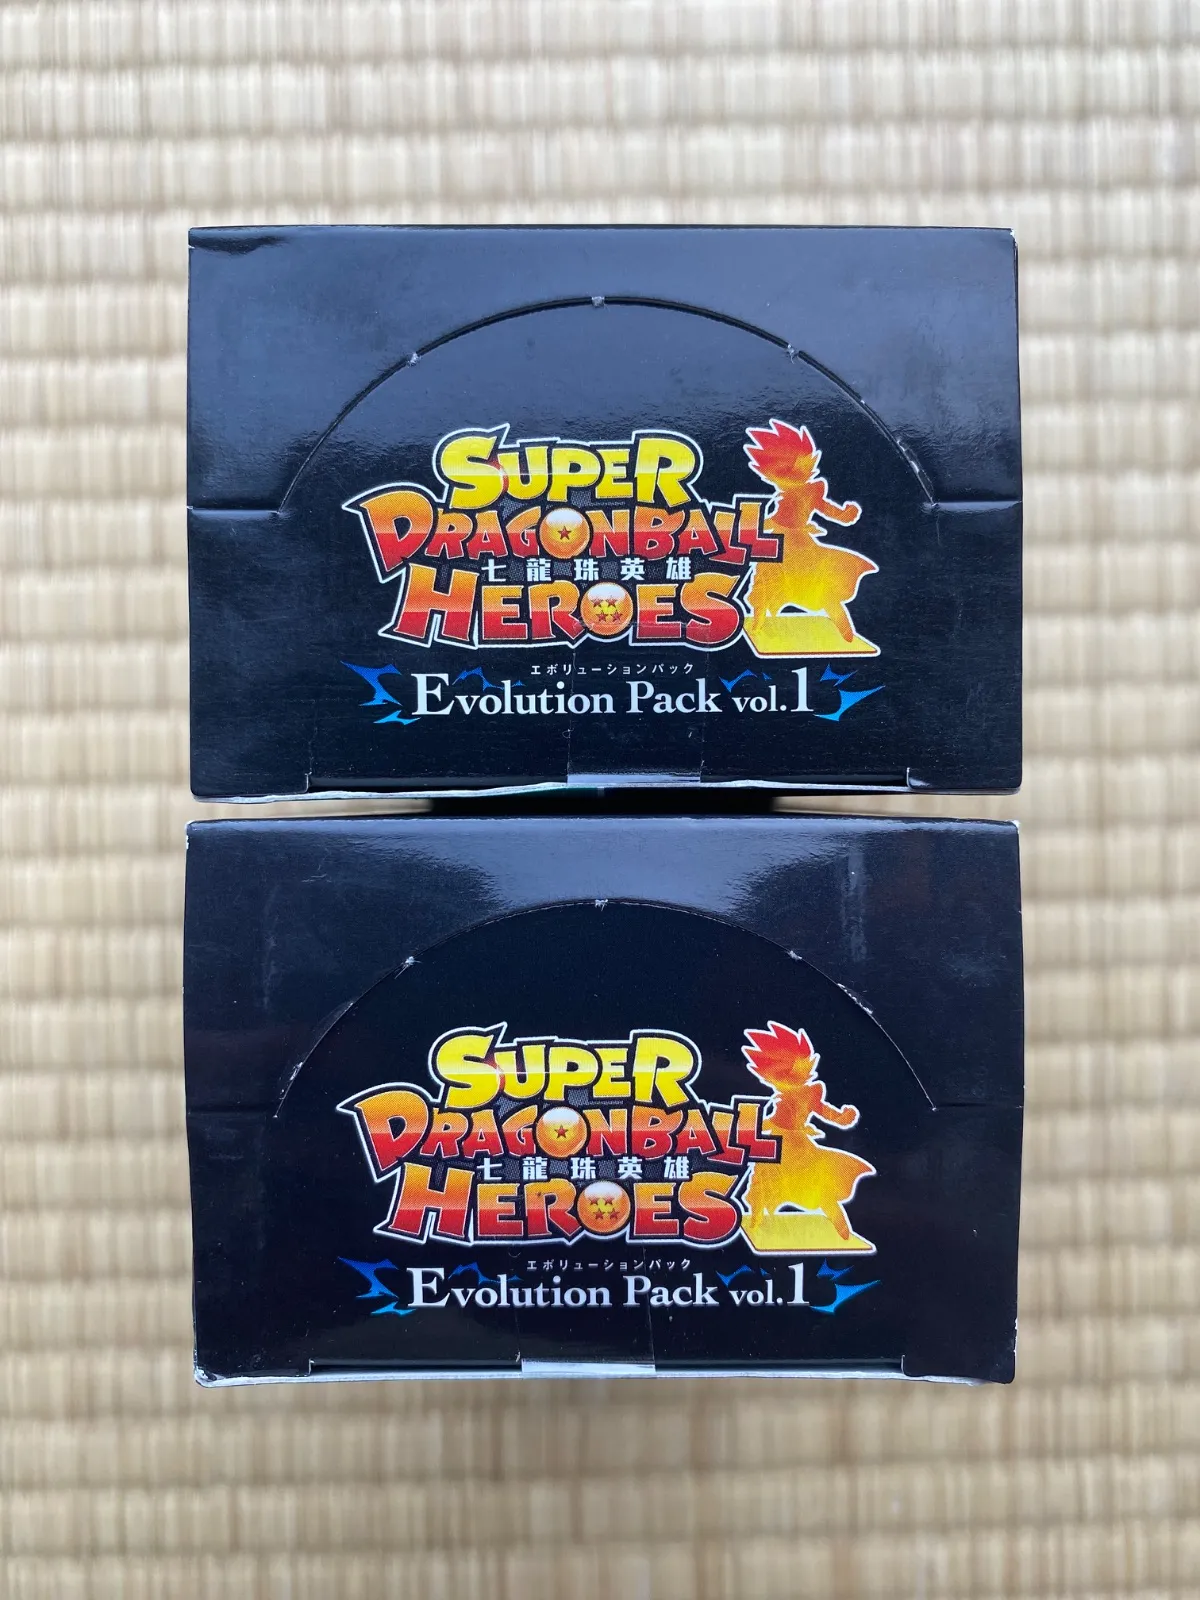 SUPER
DRAGONBALL
七龍珠英雄
HEROES
エボリューションパック
Evolution Pack vol.1
SUPER
DRAGONBALL
七龍珠英雄
HEROES
エボリューションパック
Evolution Pack vol.1